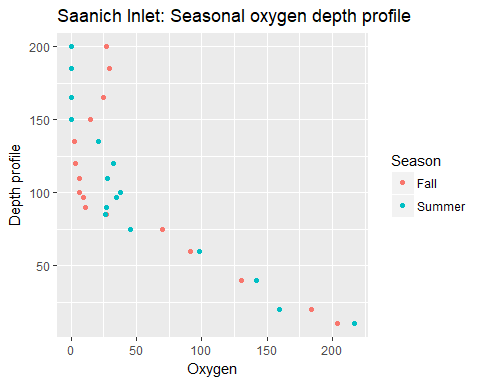 Saanich Inlet: Seasonal oxygen depth profile
200
150
100
50
Depth profile
0
50
100
150
200
Oxygen
Season
Fall
Summer